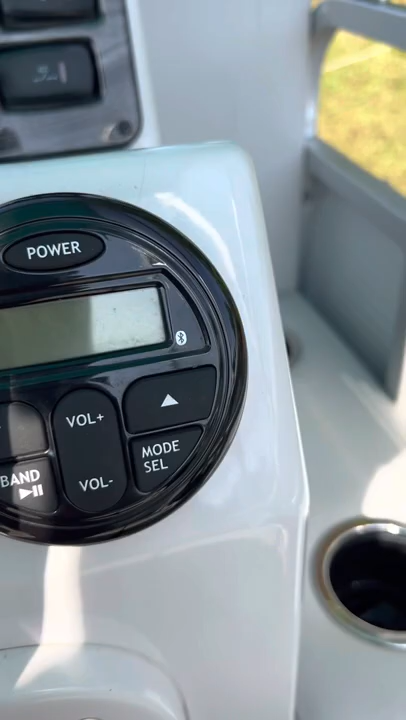 POWER
VOL+
MODE
SEL
BAND
VOL-